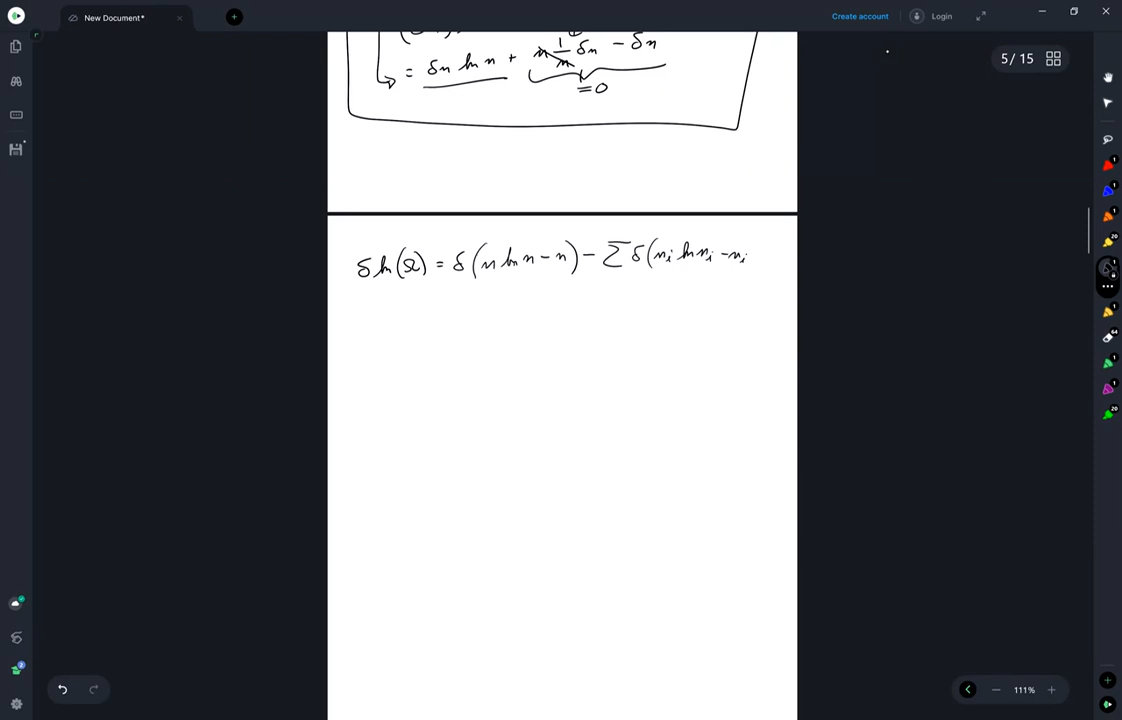 New Document*
Create account
Login
5 / 15
= δn ln n + n 1/n δn − δn
= 0
δ ln(Ω) = δ(n ln n − n) − Σ δ(nᵢ ln nᵢ − nᵢ
111%